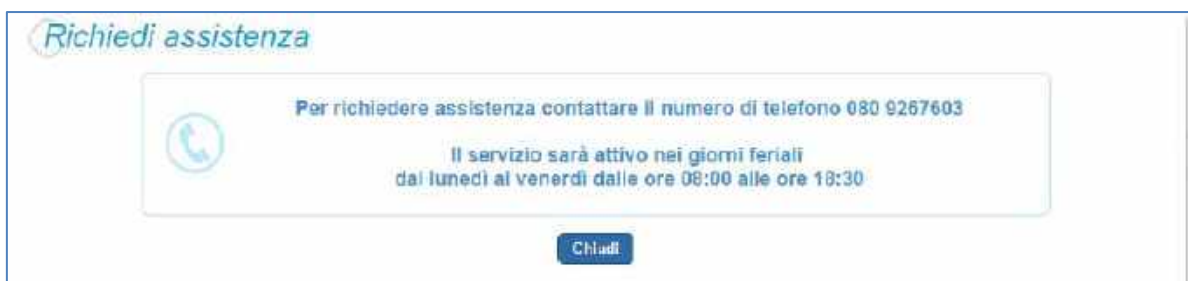 Richiedi assistenza
Per richiedere assistenza contattare il numero di telefono 080 9267603
Il servizio sarà attivo nei giorni feriali
dal lunedì al venerdì dalle ore 08:00 alle ore 18:30
Chiudi